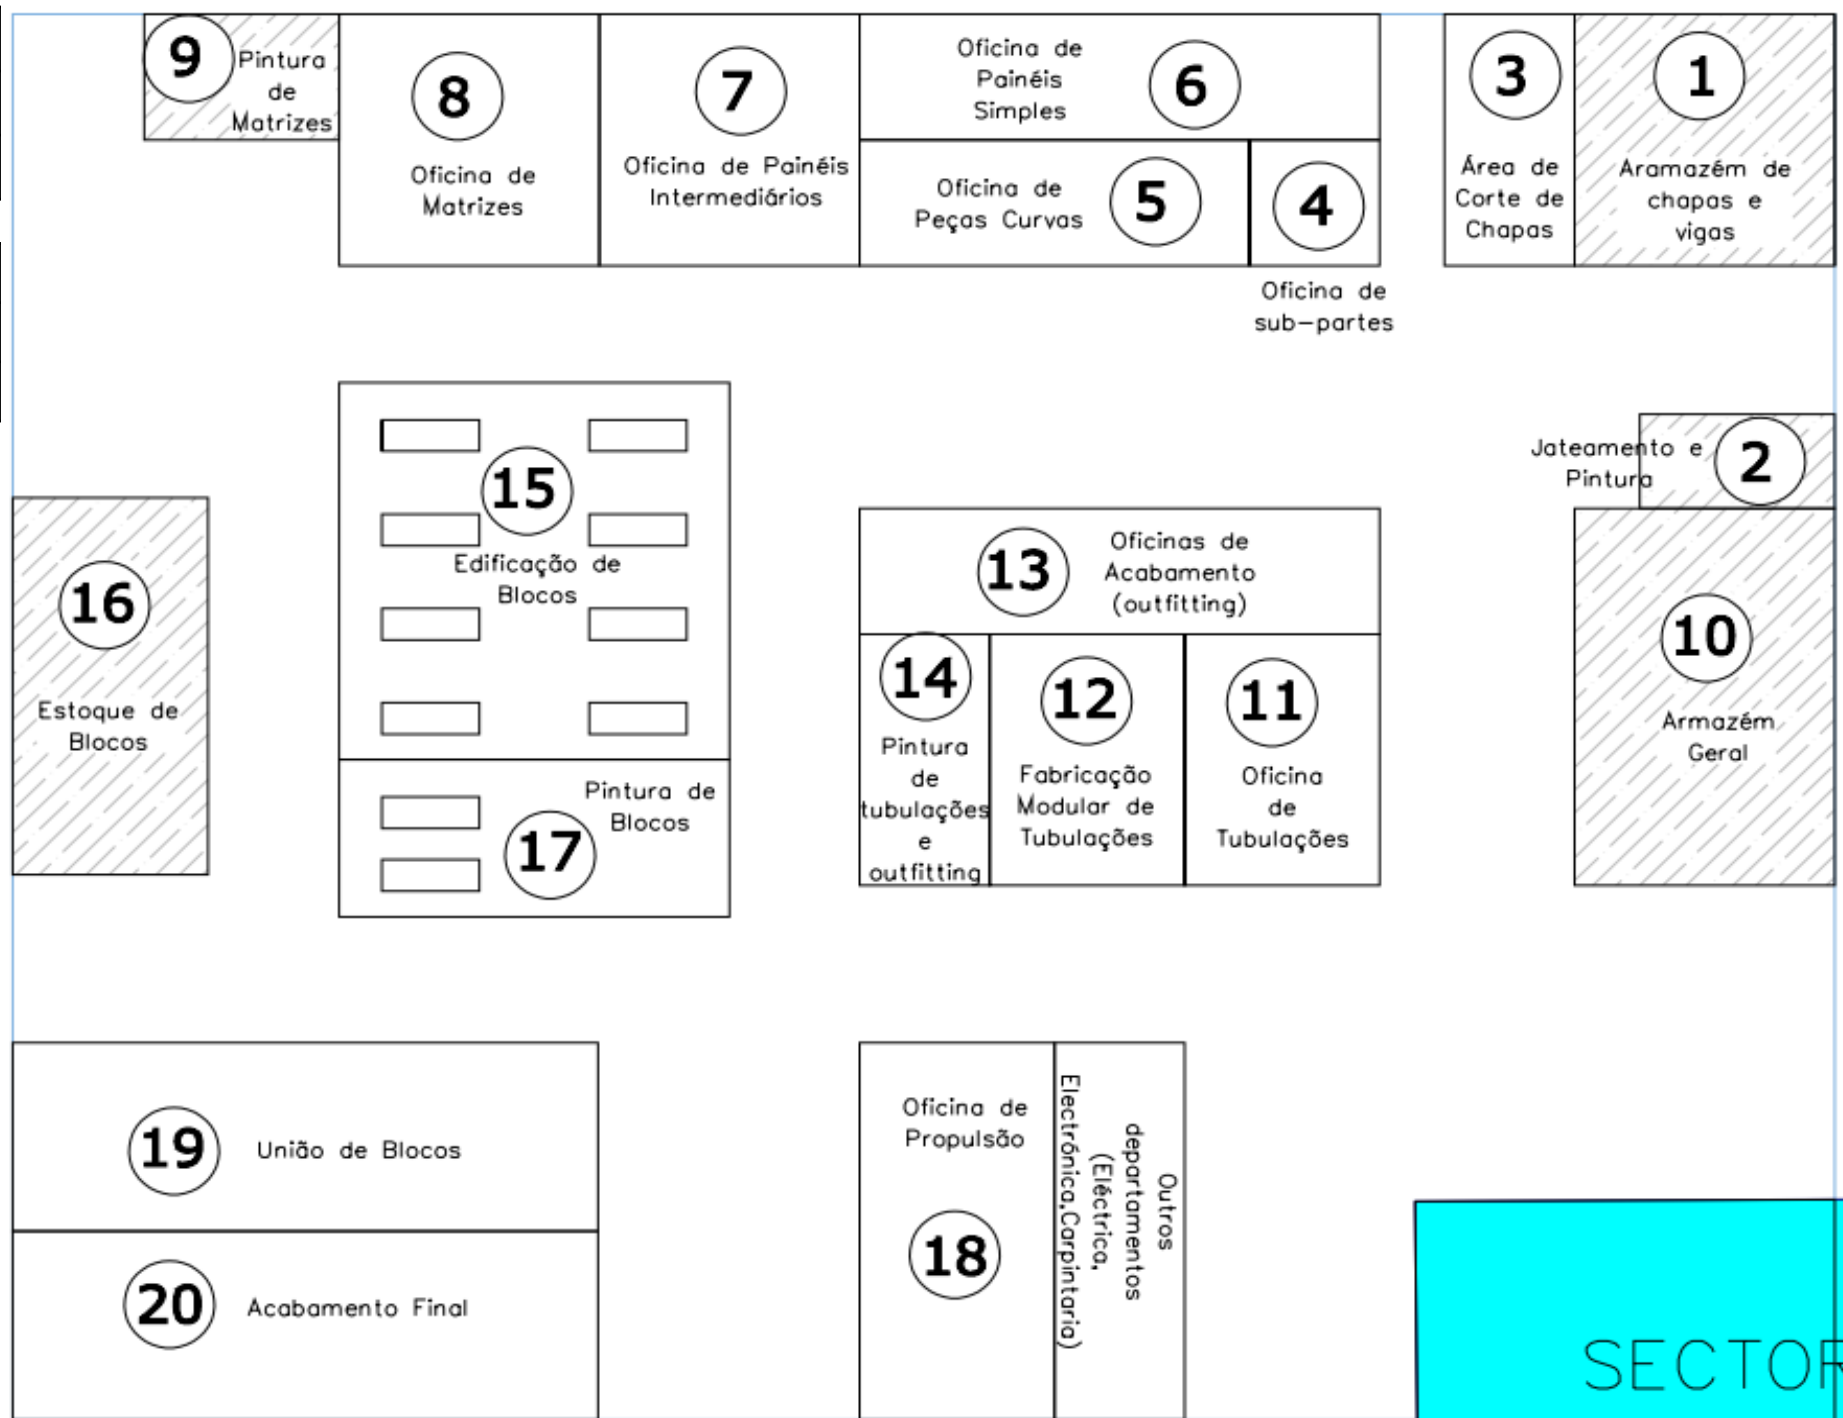 9
Pintura
de
Matrizes
8
Oficina de
Matrizes
7
Oficina de Painéis
Intermediários
Oficina de
Painéis
Simples
6
Oficina de
Peças Curvas
5
4
Oficina de
sub-partes
3
Área de
Corte de
Chapas
1
Aramazém de
chapas e
vigas
15
Edificação de
Blocos
Jateamento e
Pintura
2
16
Estoque de
Blocos
13
Oficinas de
Acabamento
(outfitting)
10
Armazém
Geral
14
Pintura
de
tubulações
e
outfitting
12
Fabricação
Modular de
Tubulações
11
Oficina
de
Tubulações
Pintura de
Blocos
17
19
União de Blocos
20
Acabamento Final
Oficina de
Propulsão
18
Outros
departamentos
(Eléctrica,
Electrónica,Carpintaria)
SECTOR